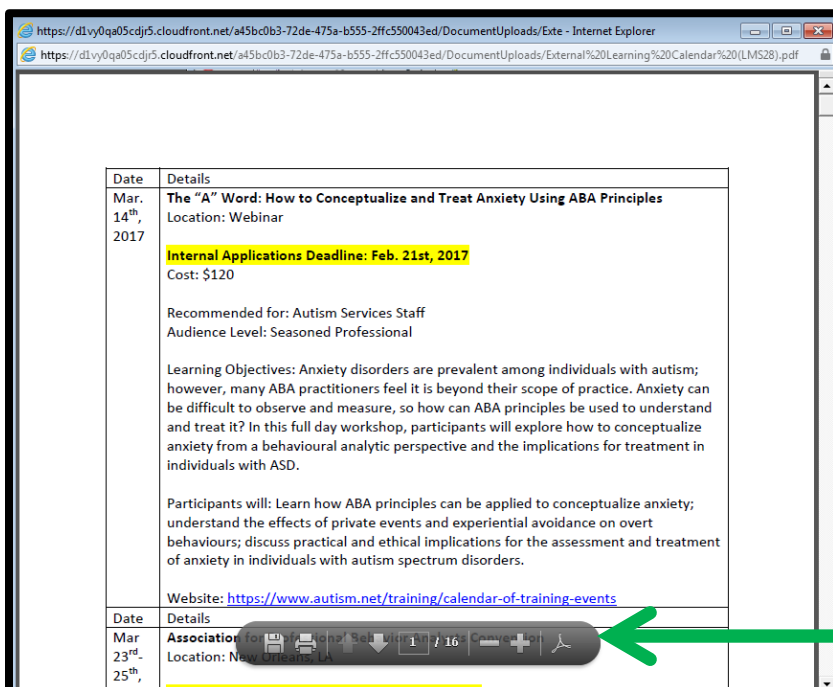 https://d1vy0qa05cdjr5.cloudfront.net/a45bc0b3-72de-475a-b555-2ffc550043ed/DocumentUploads/Exte - Internet Explorer
https://d1vy0qa05cdjr5.cloudfront.net/a45bc0b3-72de-475a-b555-2ffc550043ed/DocumentUploads/External%20Learning%20Calendar%20(LMS28).pdf
Date Details
Mar. The “A” Word: How to Conceptualize and Treat Anxiety Using ABA Principles
14th, Location: Webinar
2017
Internal Applications Deadline: Feb. 21st, 2017
Cost: $120
Recommended for: Autism Services Staff
Audience Level: Seasoned Professional
Learning Objectives: Anxiety disorders are prevalent among individuals with autism;
however, many ABA practitioners feel it is beyond their scope of practice. Anxiety can
be difficult to observe and measure, so how can ABA principles be used to understand
and treat it? In this full day workshop, participants will explore how to conceptualize
anxiety from a behavioural analytic perspective and the implications for treatment in
individuals with ASD.
Participants will: Learn how ABA principles can be applied to conceptualize anxiety;
understand the effects of private events and experiential avoidance on overt
behaviours; discuss practical and ethical implications for the assessment and treatment
of anxiety in individuals with autism spectrum disorders.
Website: https://www.autism.net/training/calendar-of-training-events
Date Details
Mar Association for Professional Behavior Analysts Convention
23rd- Location: New Orleans, LA
25th,
1 / 16